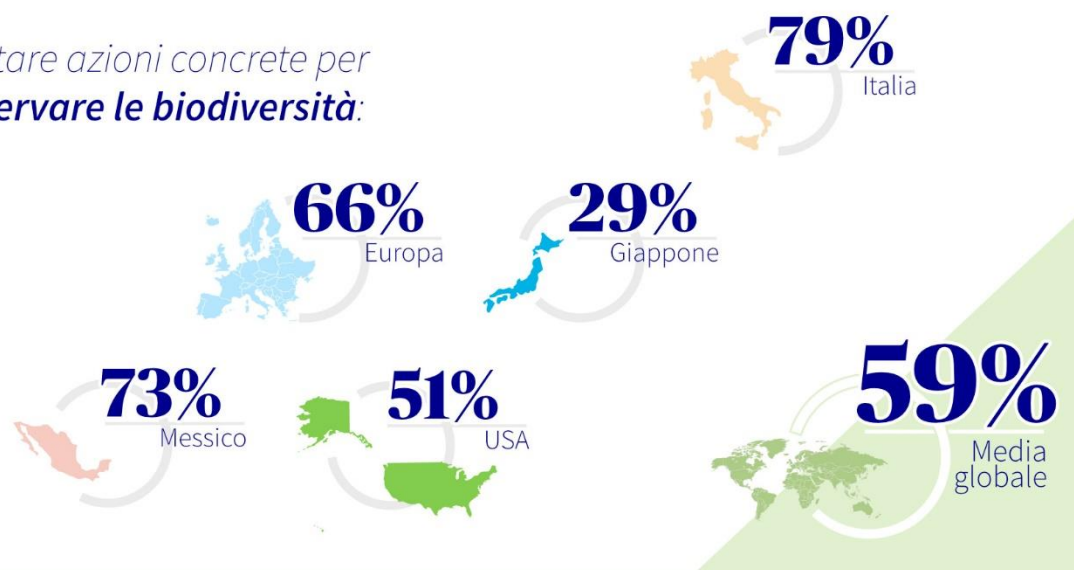 tare azioni concrete per
ervare le biodiversità:
79%
Italia
66%
Europa
29%
Giappone
73%
Messico
51%
USA
59%
Media
globale